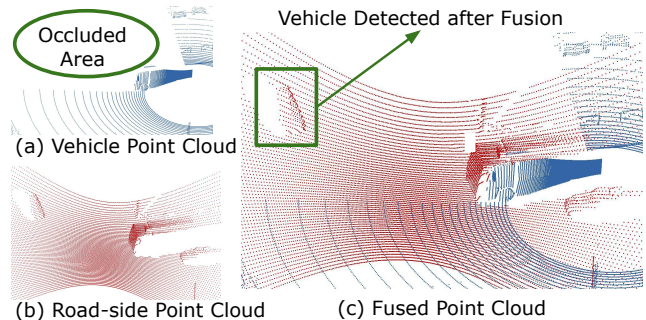 Occluded
Area
(a) Vehicle Point Cloud
(b) Road-side Point Cloud
Vehicle Detected after Fusion
(c) Fused Point Cloud